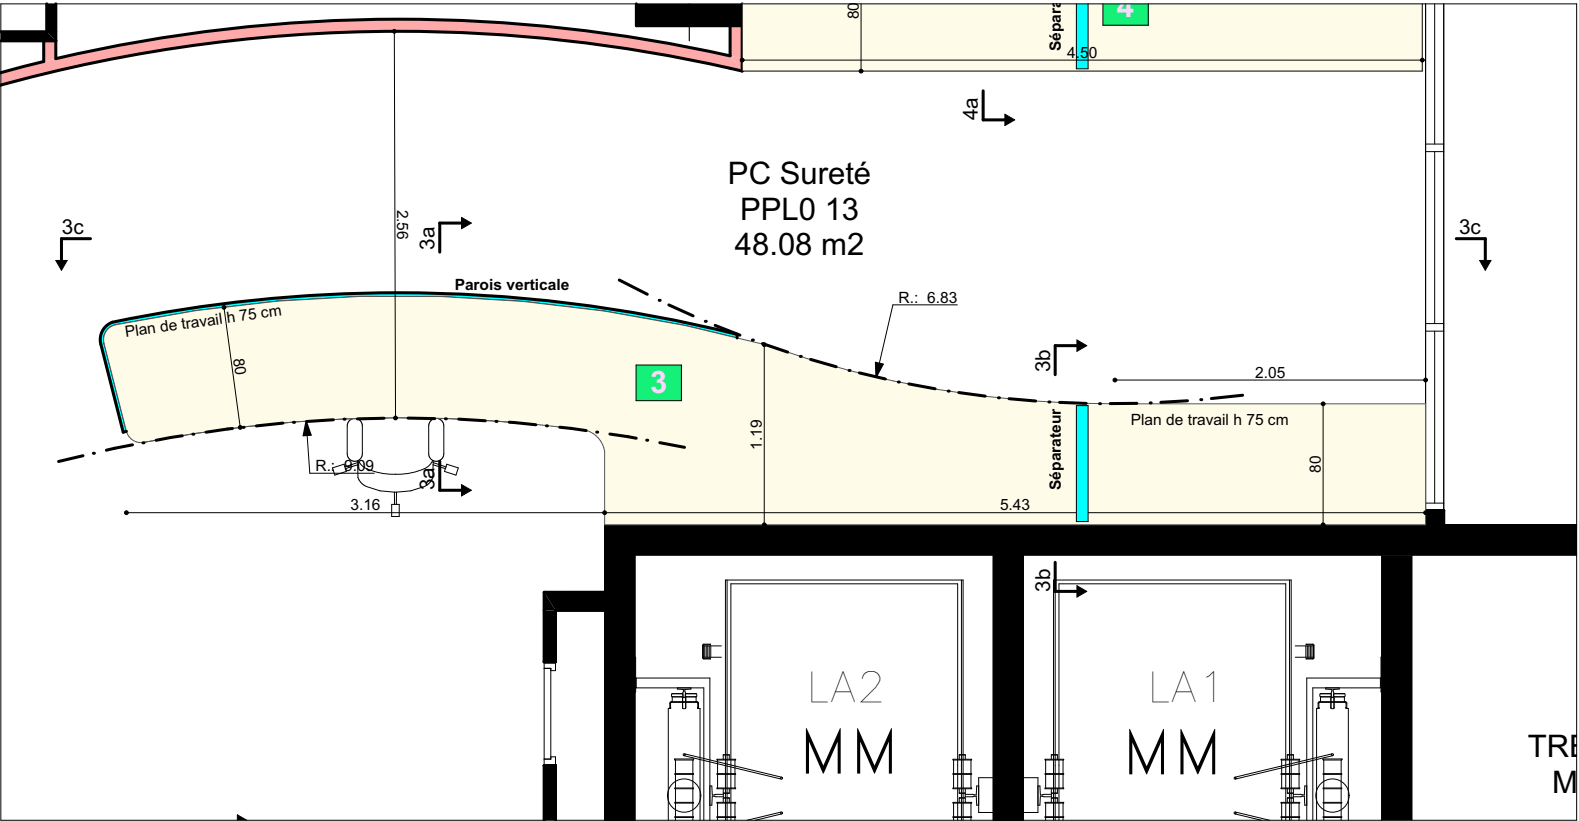 80
Sépara
4
4.50
4a
PC Sureté
PPL0 13
48.08 m2
3c
2.56
3a
3c
Parois verticale
R.: 6.83
Plan de travail h 75 cm
80
3
3b
2.05
1.19
Séparateur
Plan de travail h 75 cm
80
R.: 9.09
3a
3.16
5.43
3b
LA2
LA1
MM
MM
TRE
M